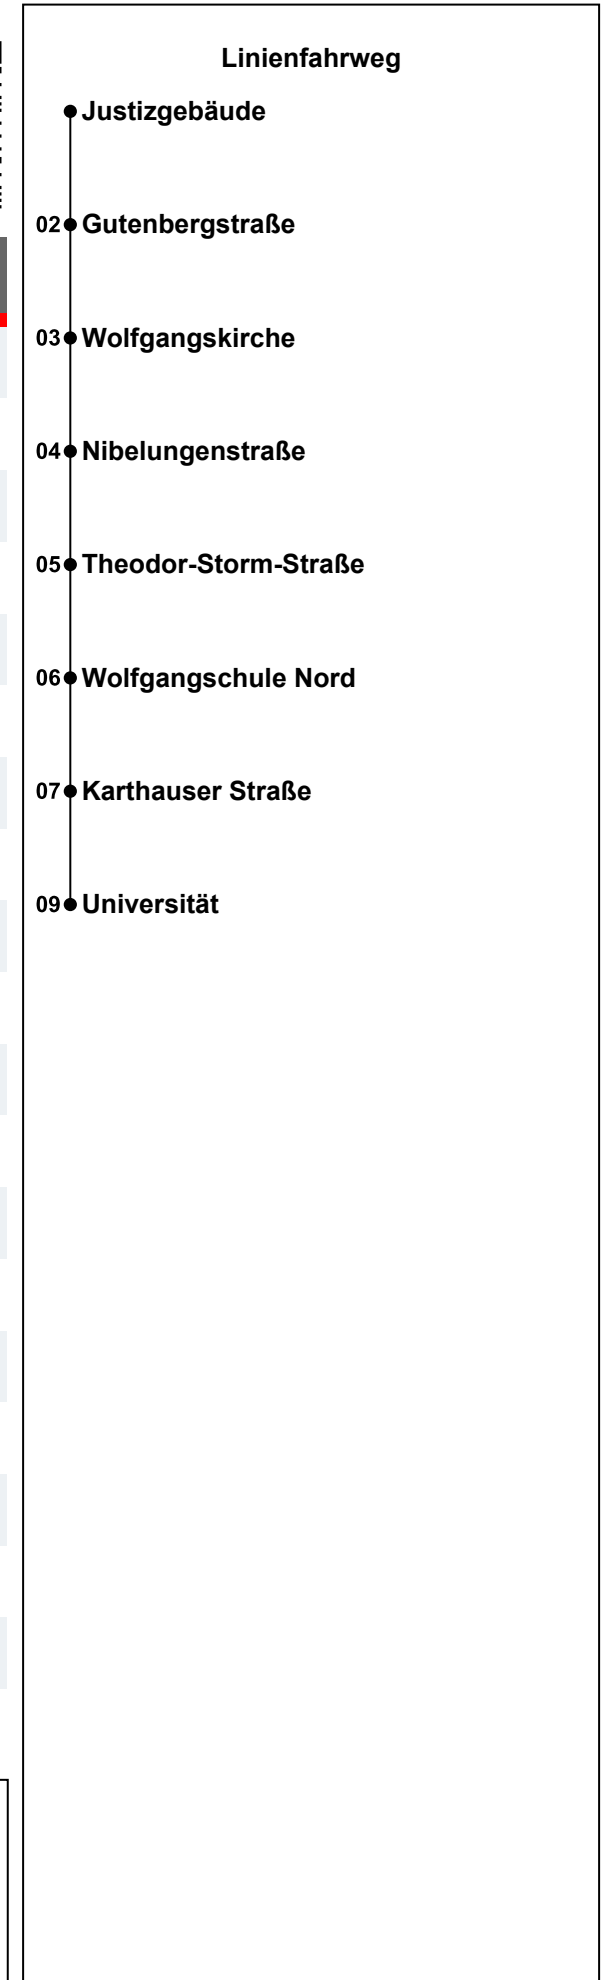 Linienfahrweg
Justizgebäude
02 Gutenbergstraße
03 Wolfgangskirche
04 Nibelungenstraße
05 Theodor-Storm-Straße
06 Wolfgangschule Nord
07 Karthauser Straße
09 Universität